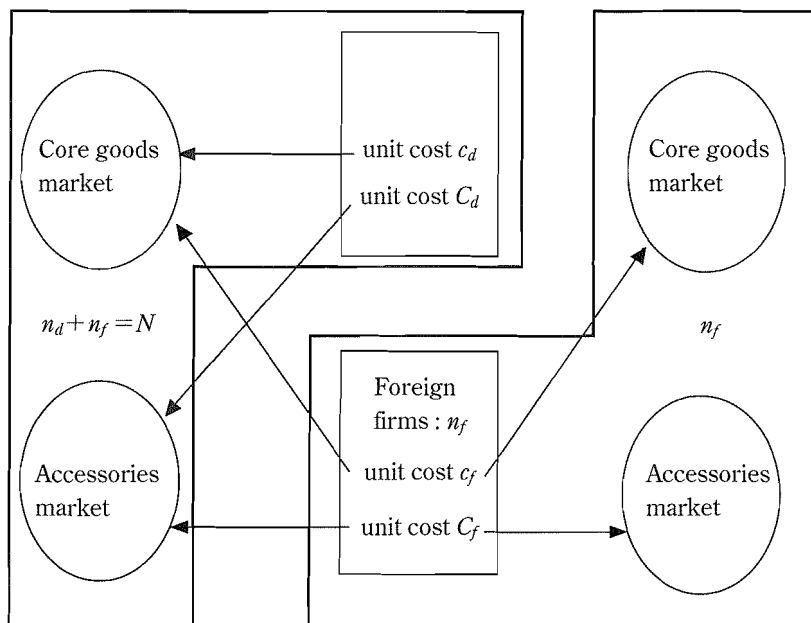 Core goods
market
unit cost c_d
unit cost C_d
Core goods
market
n_d + n_f = N
n_f
Foreign
firms : n_f
unit cost c_f
unit cost C_f
Accessories
market
Accessories
market